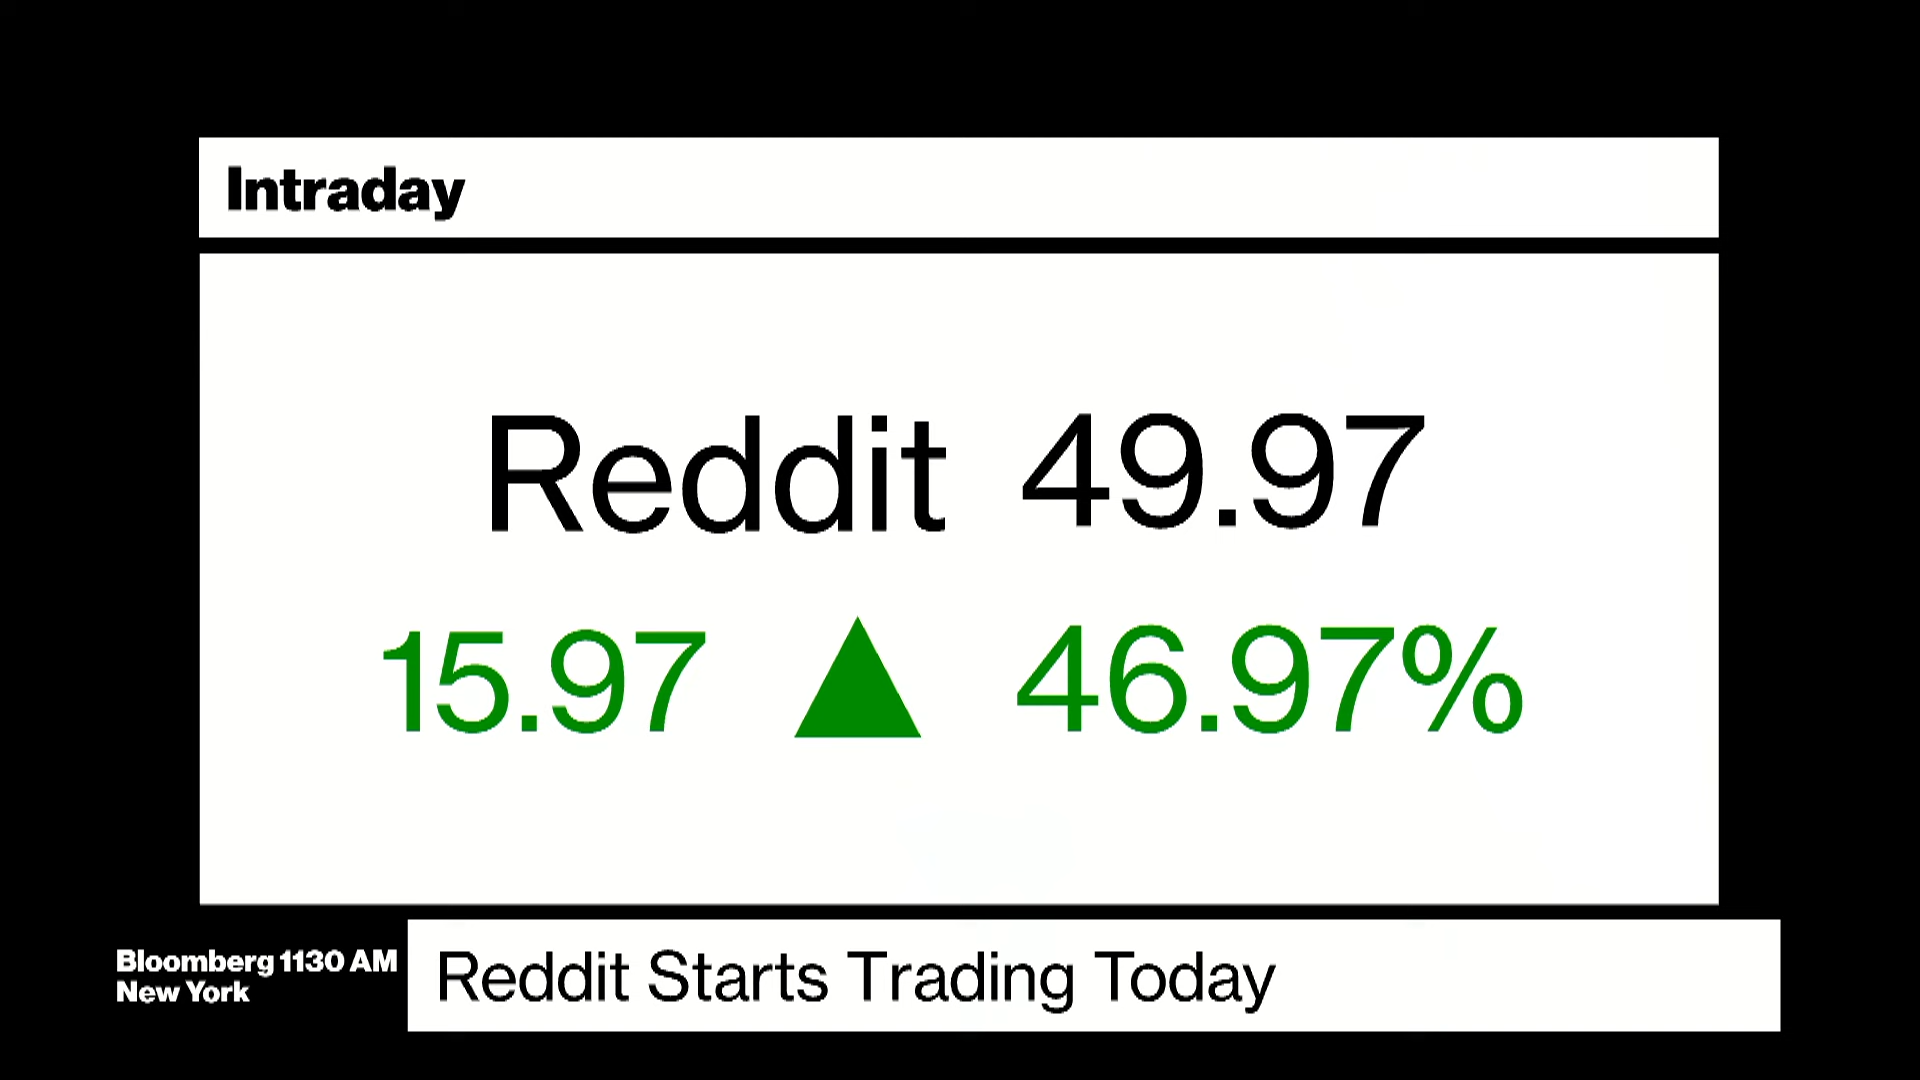 Intraday
Reddit 49.97
15.97 ▲ 46.97%
Bloomberg 1130 AM
New York
Reddit Starts Trading Today